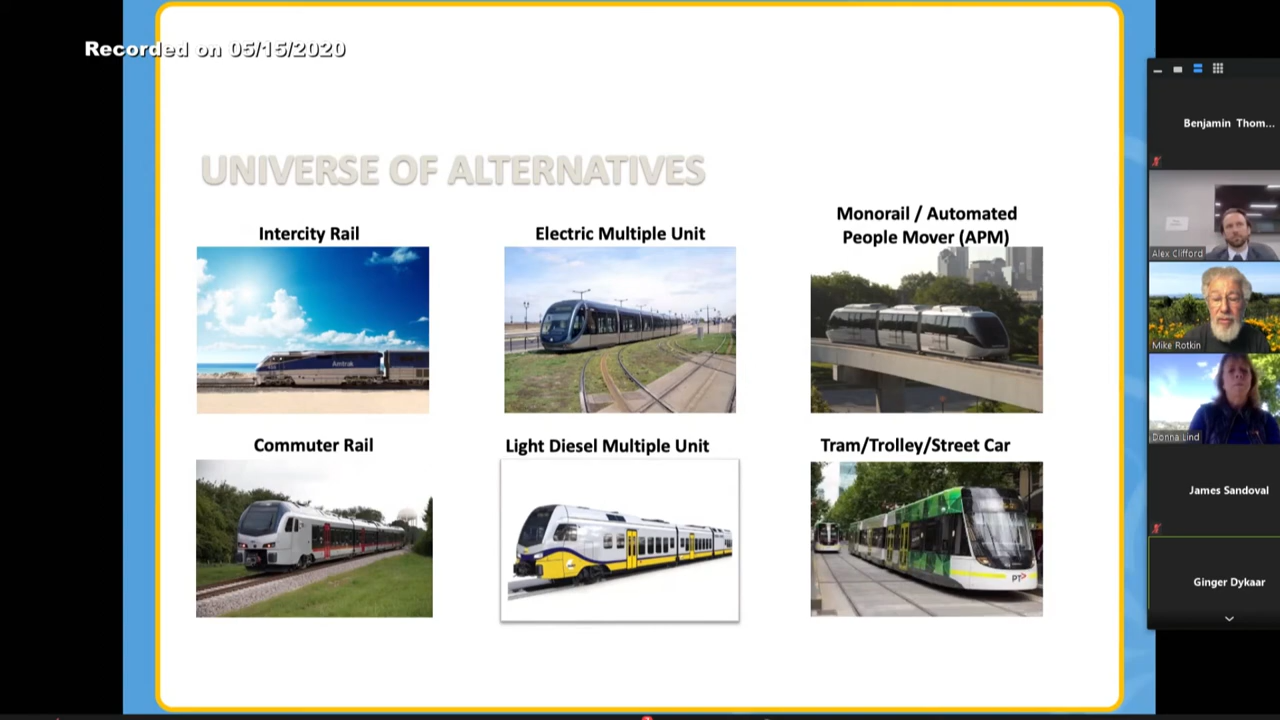 Recorded on 05/15/2020
UNIVERSE OF ALTERNATIVES
Intercity Rail
Electric Multiple Unit
Monorail / Automated
People Mover (APM)
Amtrak
Commuter Rail
Light Diesel Multiple Unit
Tram/Trolley/Street Car
PT
Benjamin Thom...
Alex Clifford
Mike Rotkin
Donna Lind
James Sandoval
Ginger Dykaar